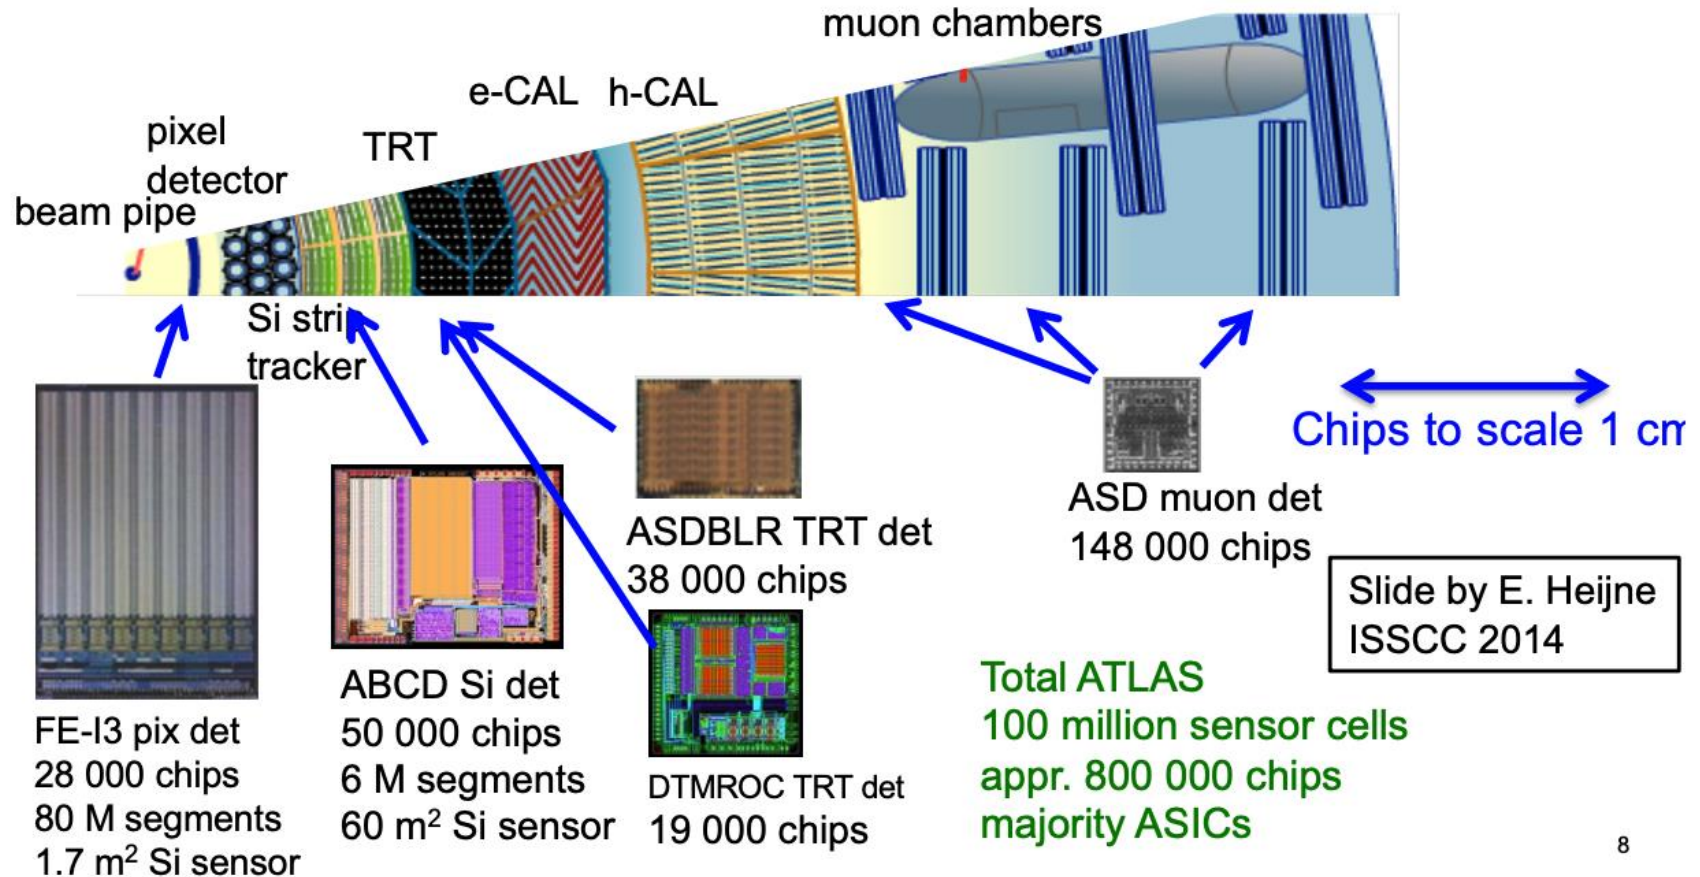 muon chambers
e-CAL h-CAL
pixel
detector
TRT
beam pipe
Si strip
tracker
Chips to scale 1 cm
FE-I3 pix det
28 000 chips
80 M segments
1.7 m² Si sensor
ABCD Si det
50 000 chips
6 M segments
60 m² Si sensor
ASDBLR TRT det
38 000 chips
DTMROC TRT det
19 000 chips
ASD muon det
148 000 chips
Slide by E. Heijne
ISSCC 2014
Total ATLAS
100 million sensor cells
appr. 800 000 chips
majority ASICs
8